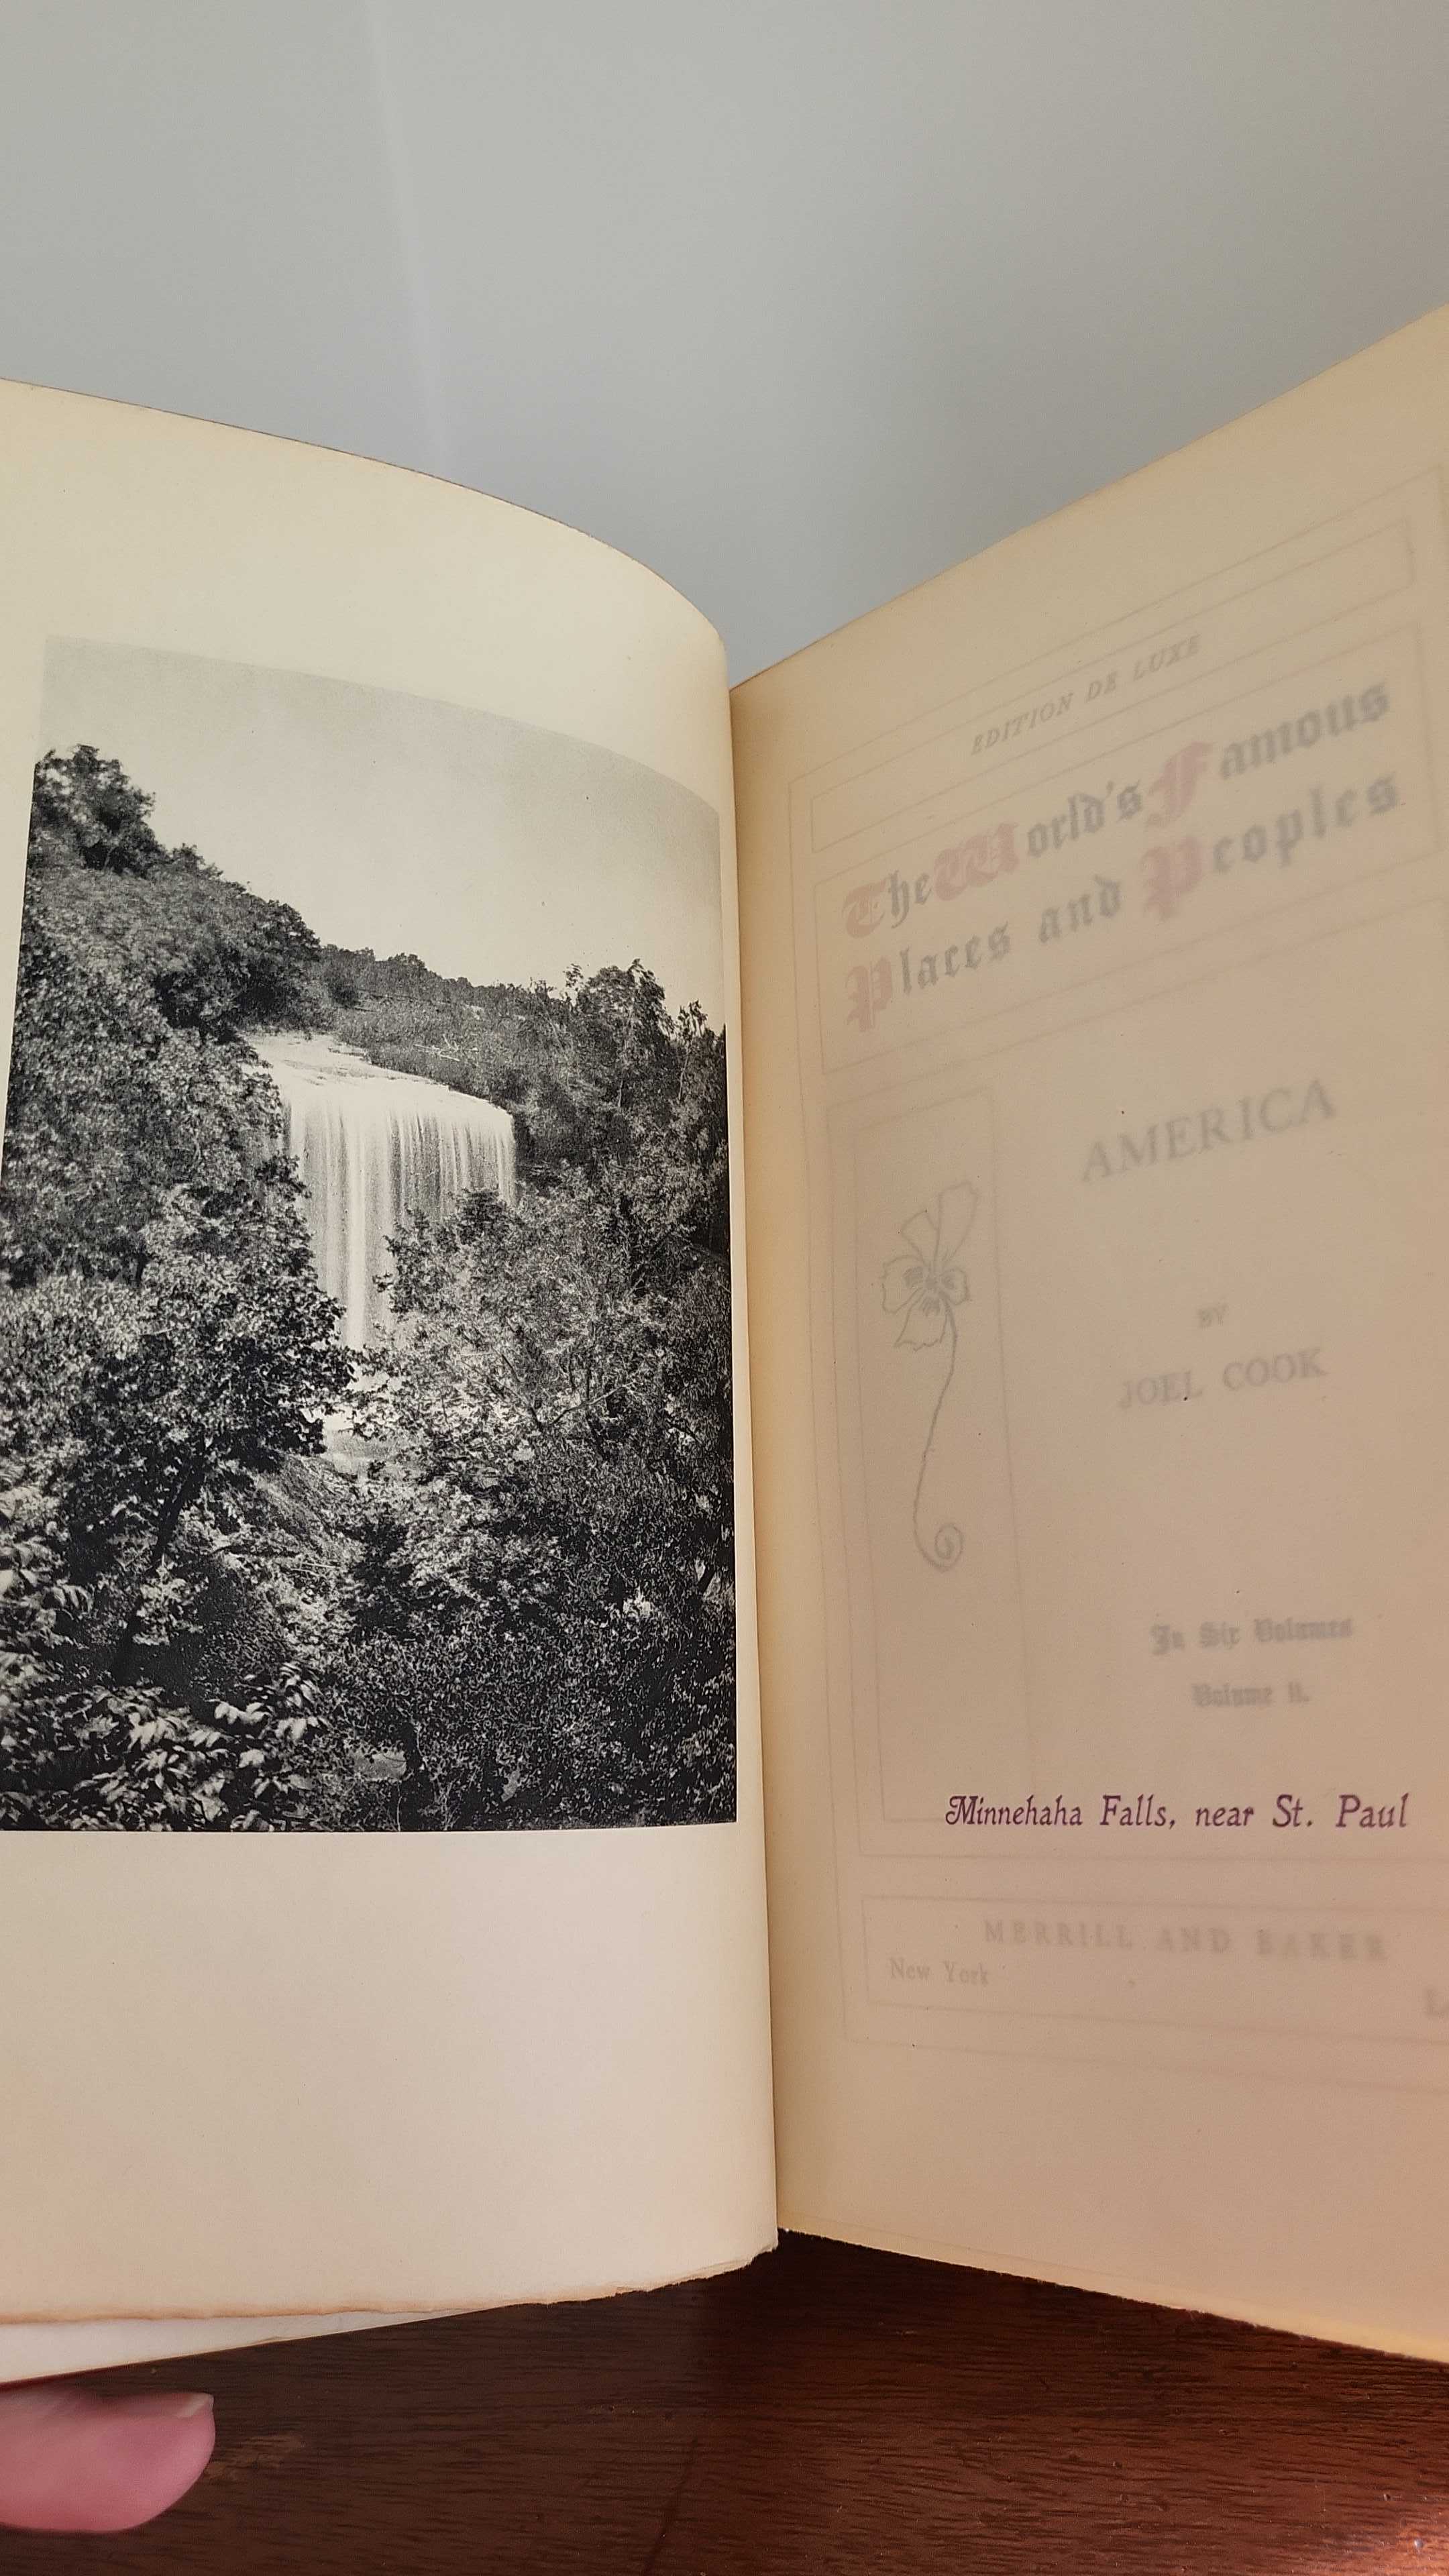 EDITION DE LUXE
The World's Famous
Places and Peoples
AMERICA
BY
JOEL COOK
In Six Volumes
Volume II.
Minnehaha Falls, near St. Paul
MERRILL AND BAKER
New York